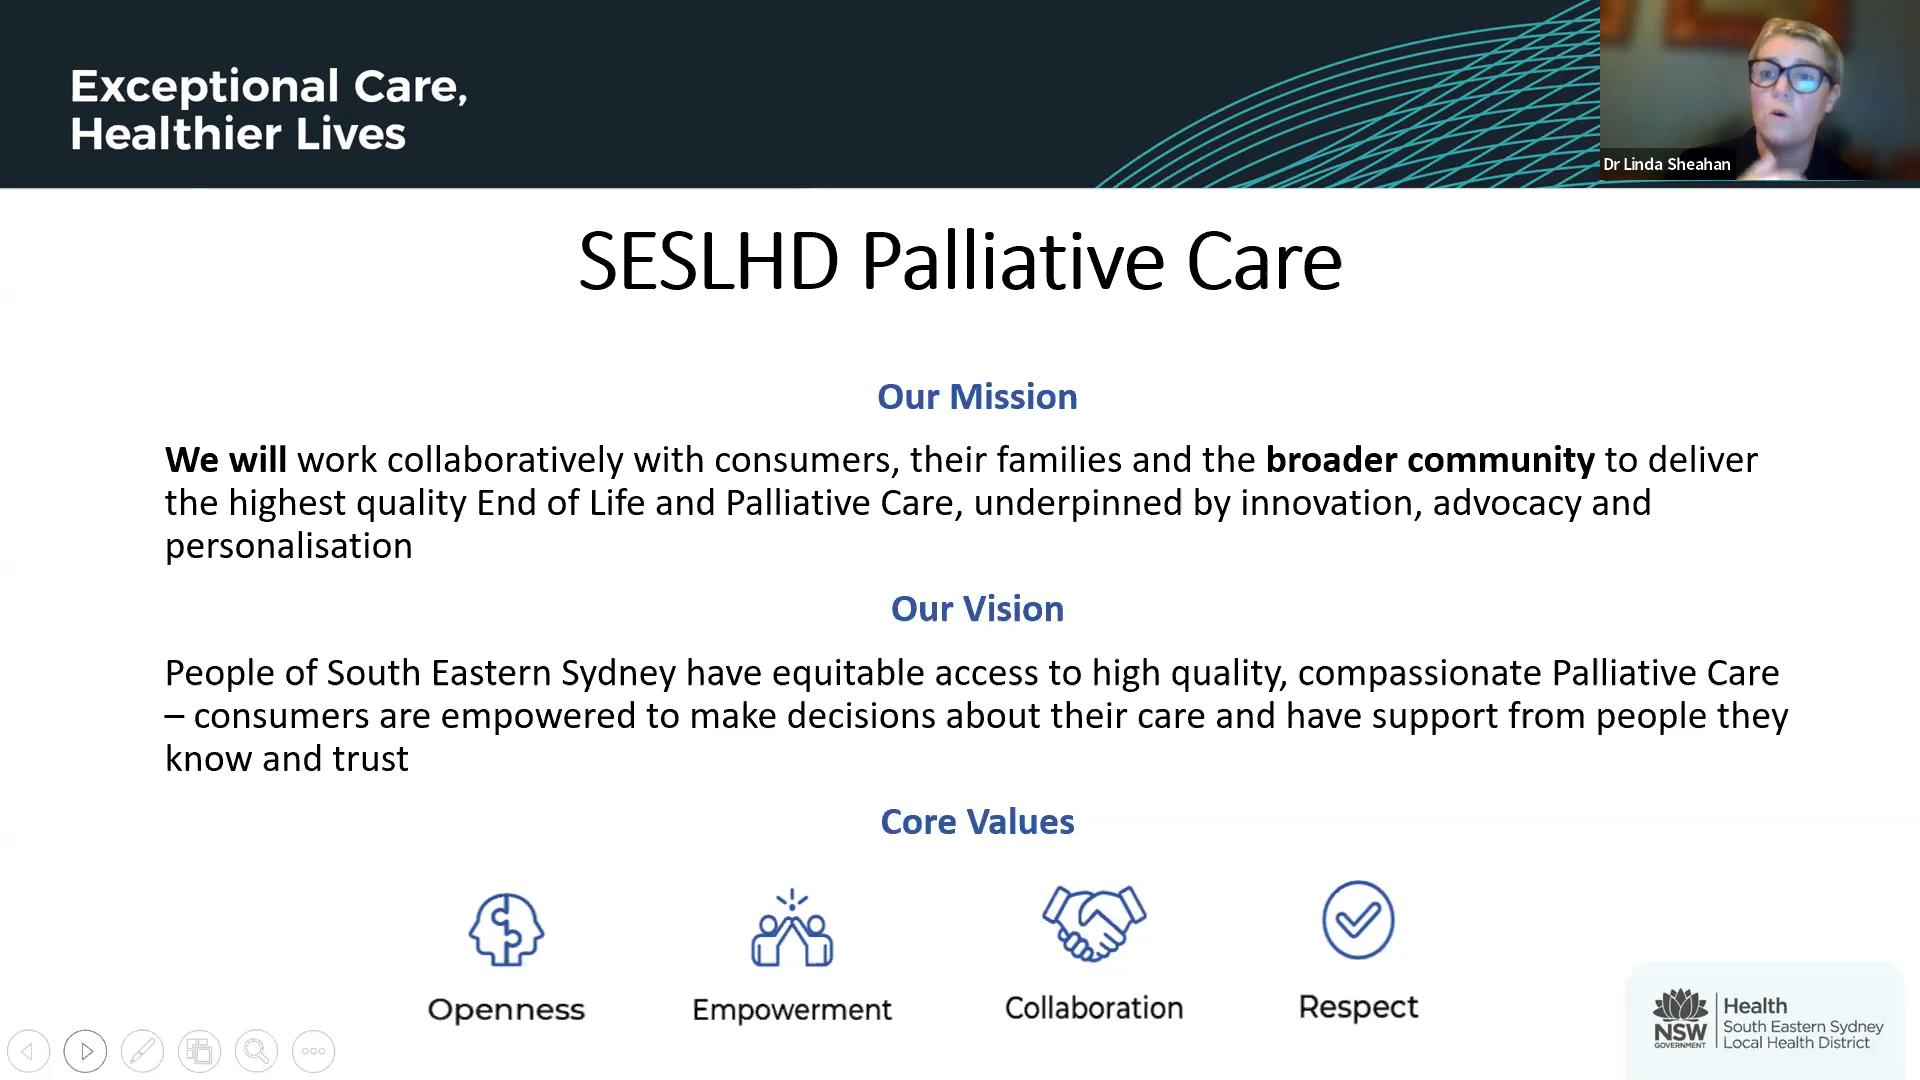 Exceptional Care,
Healthier Lives
Dr Linda Sheahan
SESLHD Palliative Care
Our Mission
We will work collaboratively with consumers, their families and the broader community to deliver
the highest quality End of Life and Palliative Care, underpinned by innovation, advocacy and
personalisation
Our Vision
People of South Eastern Sydney have equitable access to high quality, compassionate Palliative Care
– consumers are empowered to make decisions about their care and have support from people they
know and trust
Core Values
Openness
Empowerment
Collaboration
Respect
NSW
GOVERNMENT
Health
South Eastern Sydney
Local Health District